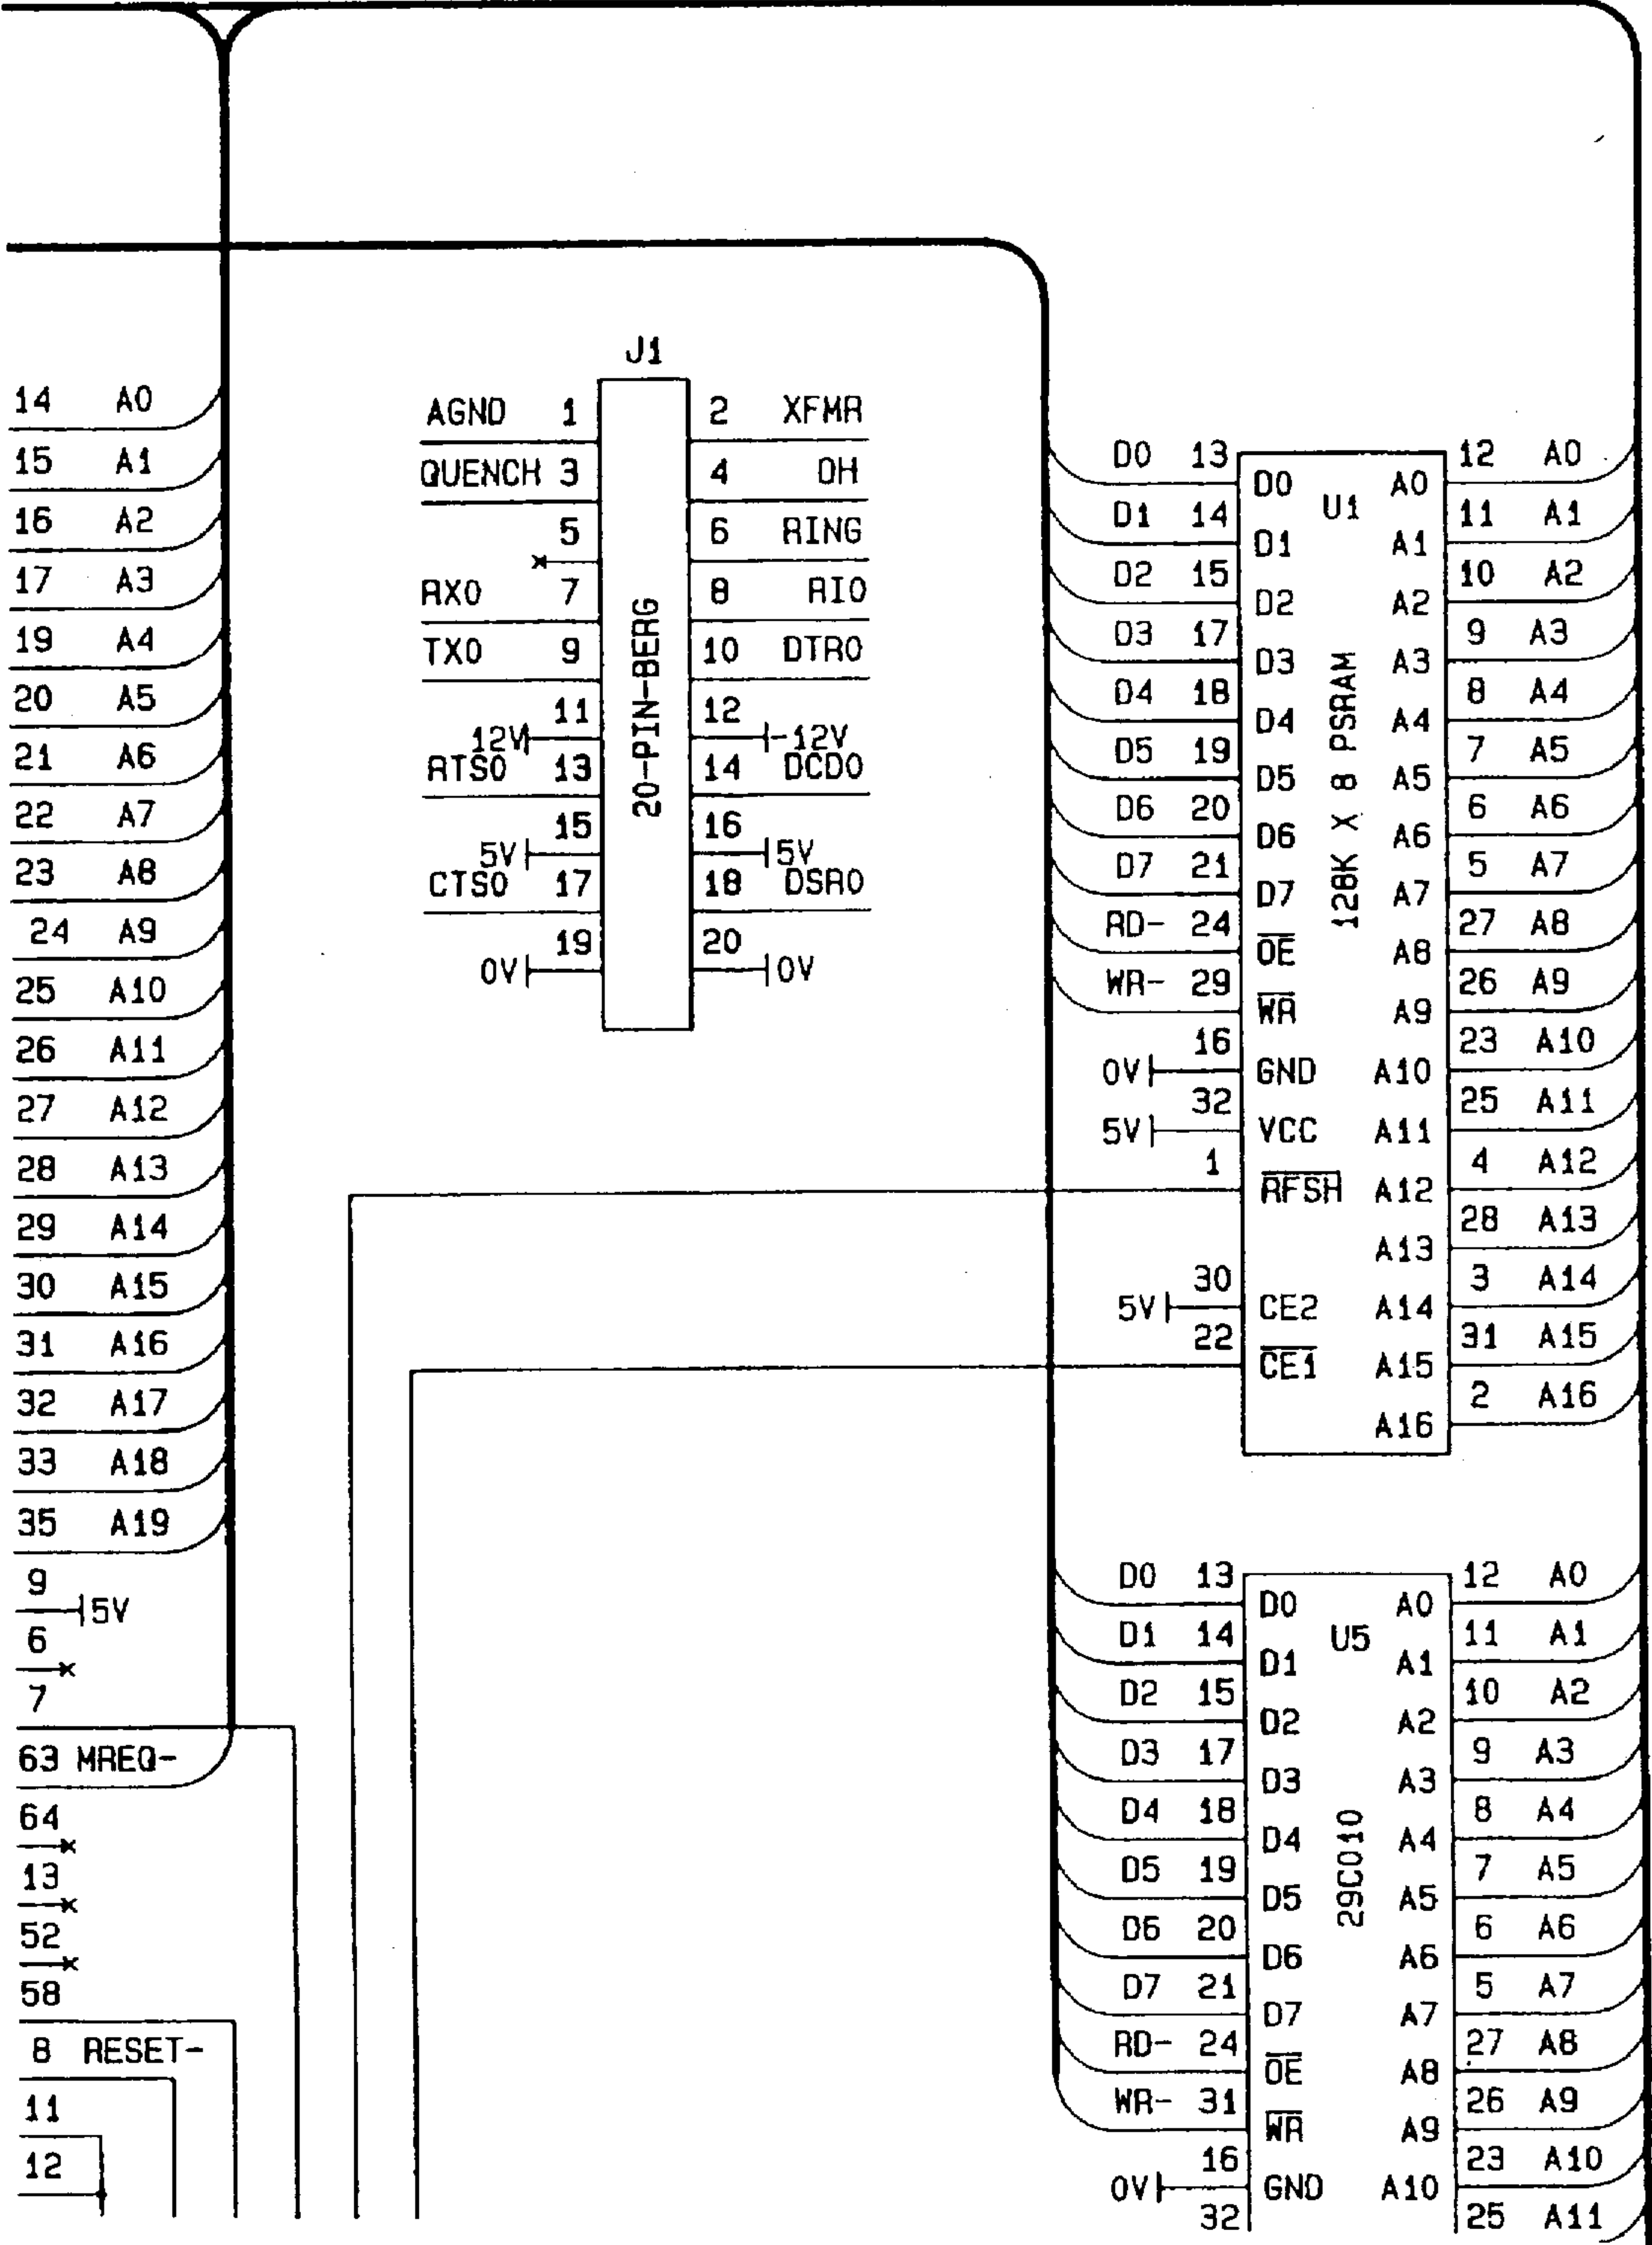 14 A0
15 A1
16 A2
17 A3
19 A4
20 A5
21 A6
22 A7
23 A8
24 A9
25 A10
26 A11
27 A12
28 A13
29 A14
30 A15
31 A16
32 A17
33 A18
35 A19
9
5V
6
7
63 MREQ-
64
13
52
58
8 RESET-
11
12
J1
AGND 1 2 XFMR
QUENCH 3 4 OH
5 6 RING
RX0 7 8 RI0
TX0 9 10 DTR0
11 12
12V -12V
RTS0 13 14 DCD0
15 16
5V 5V
CTS0 17 18 DSR0
19 20
0V 0V
20-PIN-BERG
D0 13 12 A0
D0 U1 A0
D1 14 11 A1
D1 A1
D2 15 10 A2
D2 A2
D3 17 9 A3
D3 A3
D4 18 8 A4
D4 A4
D5 19 7 A5
D5 A5
D6 20 6 A6
D6 A6
D7 21 5 A7
D7 A7
RD- 24 27 A8
OE A8
WR- 29 26 A9
WR A9
16 23 A10
0V GND A10
32 25 A11
5V VCC A11
1 4 A12
RFSH A12
28 A13
A13
30 3 A14
5V CE2 A14
22 31 A15
CE1 A15
2 A16
A16
128K X 8 PSRAM
D0 13 12 A0
D0 U5 A0
D1 14 11 A1
D1 A1
D2 15 10 A2
D2 A2
D3 17 9 A3
D3 A3
D4 18 8 A4
D4 A4
D5 19 7 A5
D5 A5
D6 20 6 A6
D6 A6
D7 21 5 A7
D7 A7
RD- 24 27 A8
OE A8
WR- 31 26 A9
WR A9
16 23 A10
0V GND A10
32 25 A11
29C010